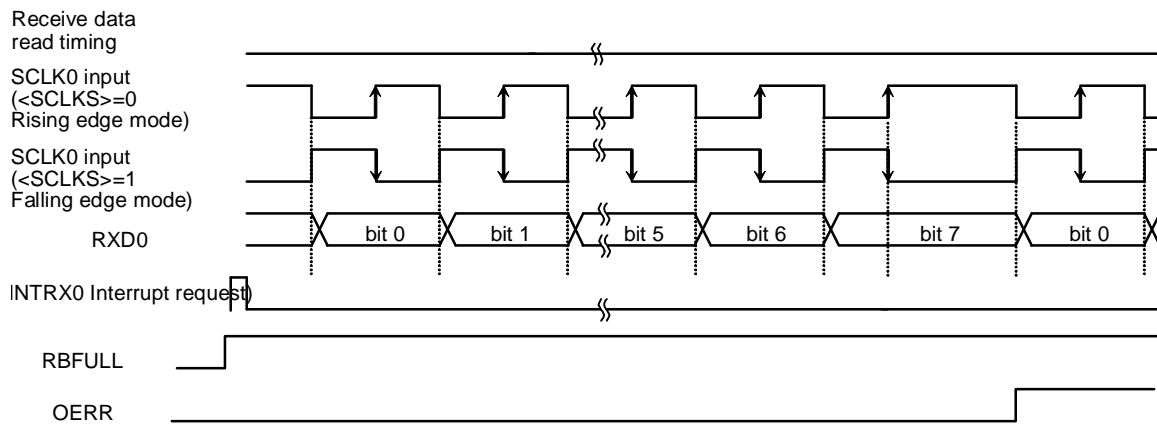 Receive data
read timing
SCLK0 input
(<SCLKS>=0
Rising edge mode)
SCLK0 input
(<SCLKS>=1
Falling edge mode)
RXD0
bit 0
bit 1
bit 5
bit 6
bit 7
bit 0
INTRX0 Interrupt request)
RBFULL
OERR